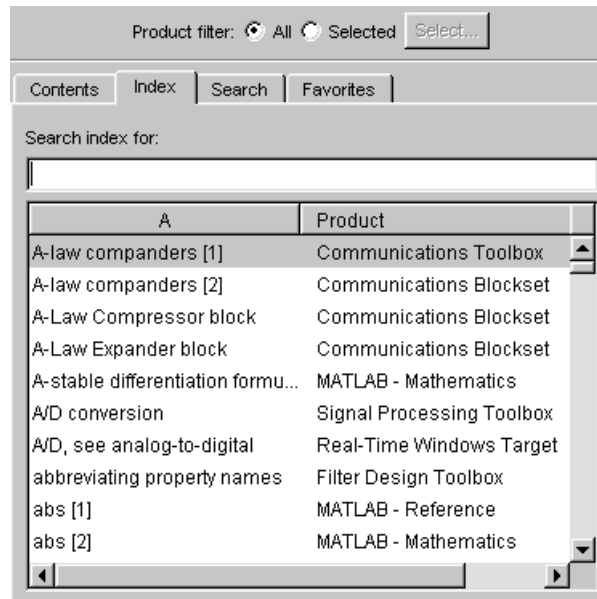 Product filter: All Selected Select...
Contents Index Search Favorites
Search index for:
A Product
A-law companders [1] Communications Toolbox
A-law companders [2] Communications Blockset
A-Law Compressor block Communications Blockset
A-Law Expander block Communications Blockset
A-stable differentiation formu... MATLAB - Mathematics
A/D conversion Signal Processing Toolbox
A/D, see analog-to-digital Real-Time Windows Target
abbreviating property names Filter Design Toolbox
abs [1] MATLAB - Reference
abs [2] MATLAB - Mathematics